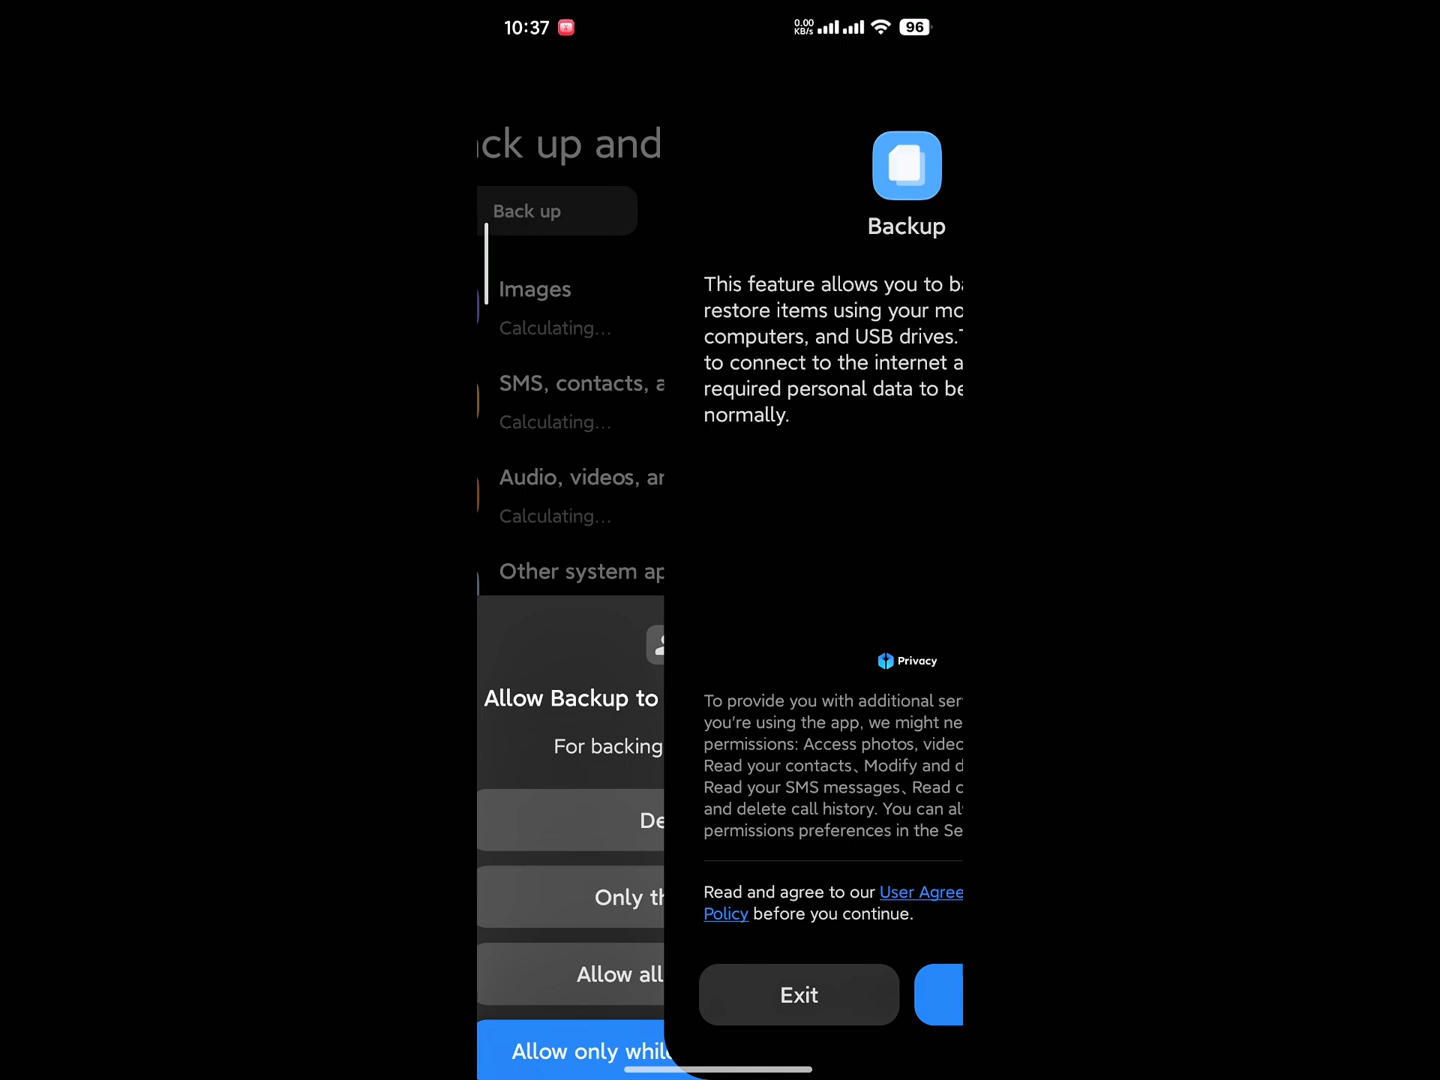 10:37
0.00
KB/s
96
ck up and
Back up
Images
Calculating...
SMS, contacts, a
Calculating...
Audio, videos, ar
Calculating...
Other system ap
Allow Backup to
For backing
De
Only th
Allow all
Allow only while
Backup
This feature allows you to ba
restore items using your mo
computers, and USB drives.T
to connect to the internet a
required personal data to be
normally.
Privacy
To provide you with additional ser
you're using the app, we might ne
permissions: Access photos, video
Read your contacts、Modify and d
Read your SMS messages、Read c
and delete call history. You can al
permissions preferences in the Se
Read and agree to our User Agree
Policy before you continue.
Exit